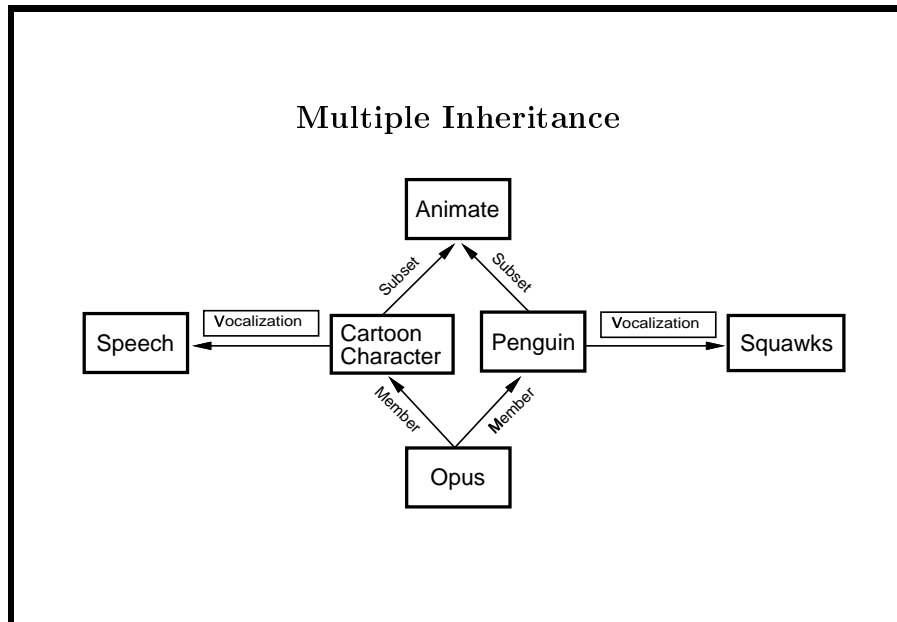 Multiple Inheritance
Animate
Subset
Subset
Speech
Vocalization
Cartoon
Character
Penguin
Vocalization
Squawks
Member
Member
Opus